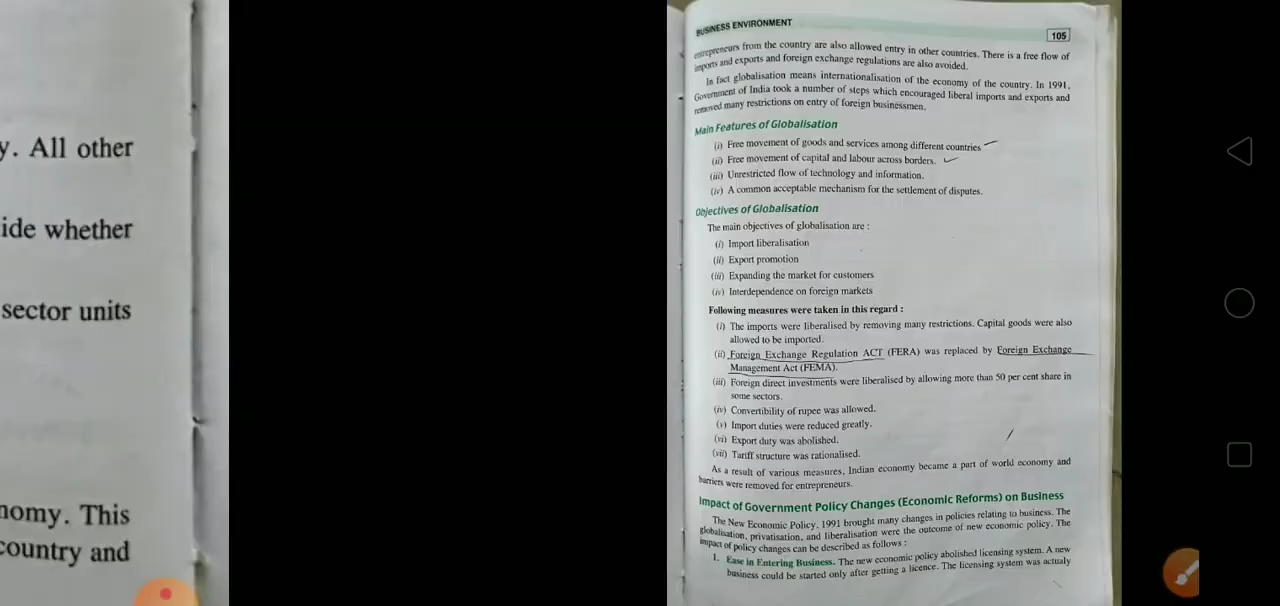 y. All other
ide whether
sector units
nomy. This
country and
BUSINESS ENVIRONMENT
105
entrepreneurs from the country are also allowed entry in other countries. There is a free flow of
imports and exports and foreign exchange regulations are also avoided.
In fact globalisation means internationalisation of the economy of the country. In 1991,
Government of India took a number of steps which encouraged liberal imports and exports and
removed many restrictions on entry of foreign businessmen.
Main Features of Globalisation
(i) Free movement of goods and services among different countries
(ii) Free movement of capital and labour across borders.
(iii) Unrestricted flow of technology and information.
(iv) A common acceptable mechanism for the settlement of disputes.
Objectives of Globalisation
The main objectives of globalisation are :
(i) Import liberalisation
(ii) Export promotion
(iii) Expanding the market for customers
(iv) Interdependence on foreign markets
Following measures were taken in this regard :
(i) The imports were liberalised by removing many restrictions. Capital goods were also
allowed to be imported.
(ii) Foreign Exchange Regulation ACT (FERA) was replaced by Foreign Exchange
Management Act (FEMA).
(iii) Foreign direct investments were liberalised by allowing more than 50 per cent share in
some sectors.
(iv) Convertibility of rupee was allowed.
(v) Import duties were reduced greatly.
(vi) Export duty was abolished.
(vii) Tariff structure was rationalised.
As a result of various measures, Indian economy became a part of world economy and
barriers were removed for entrepreneurs.
Impact of Government Policy Changes (Economic Reforms) on Business
The New Economic Policy, 1991 brought many changes in policies relating to business. The
globalisation, privatisation, and liberalisation were the outcome of new economic policy. The
impact of policy changes can be described as follows :
1. Ease in Entering Business. The new economic policy abolished licensing system. A new
business could be started only after getting a licence. The licensing system was actualy